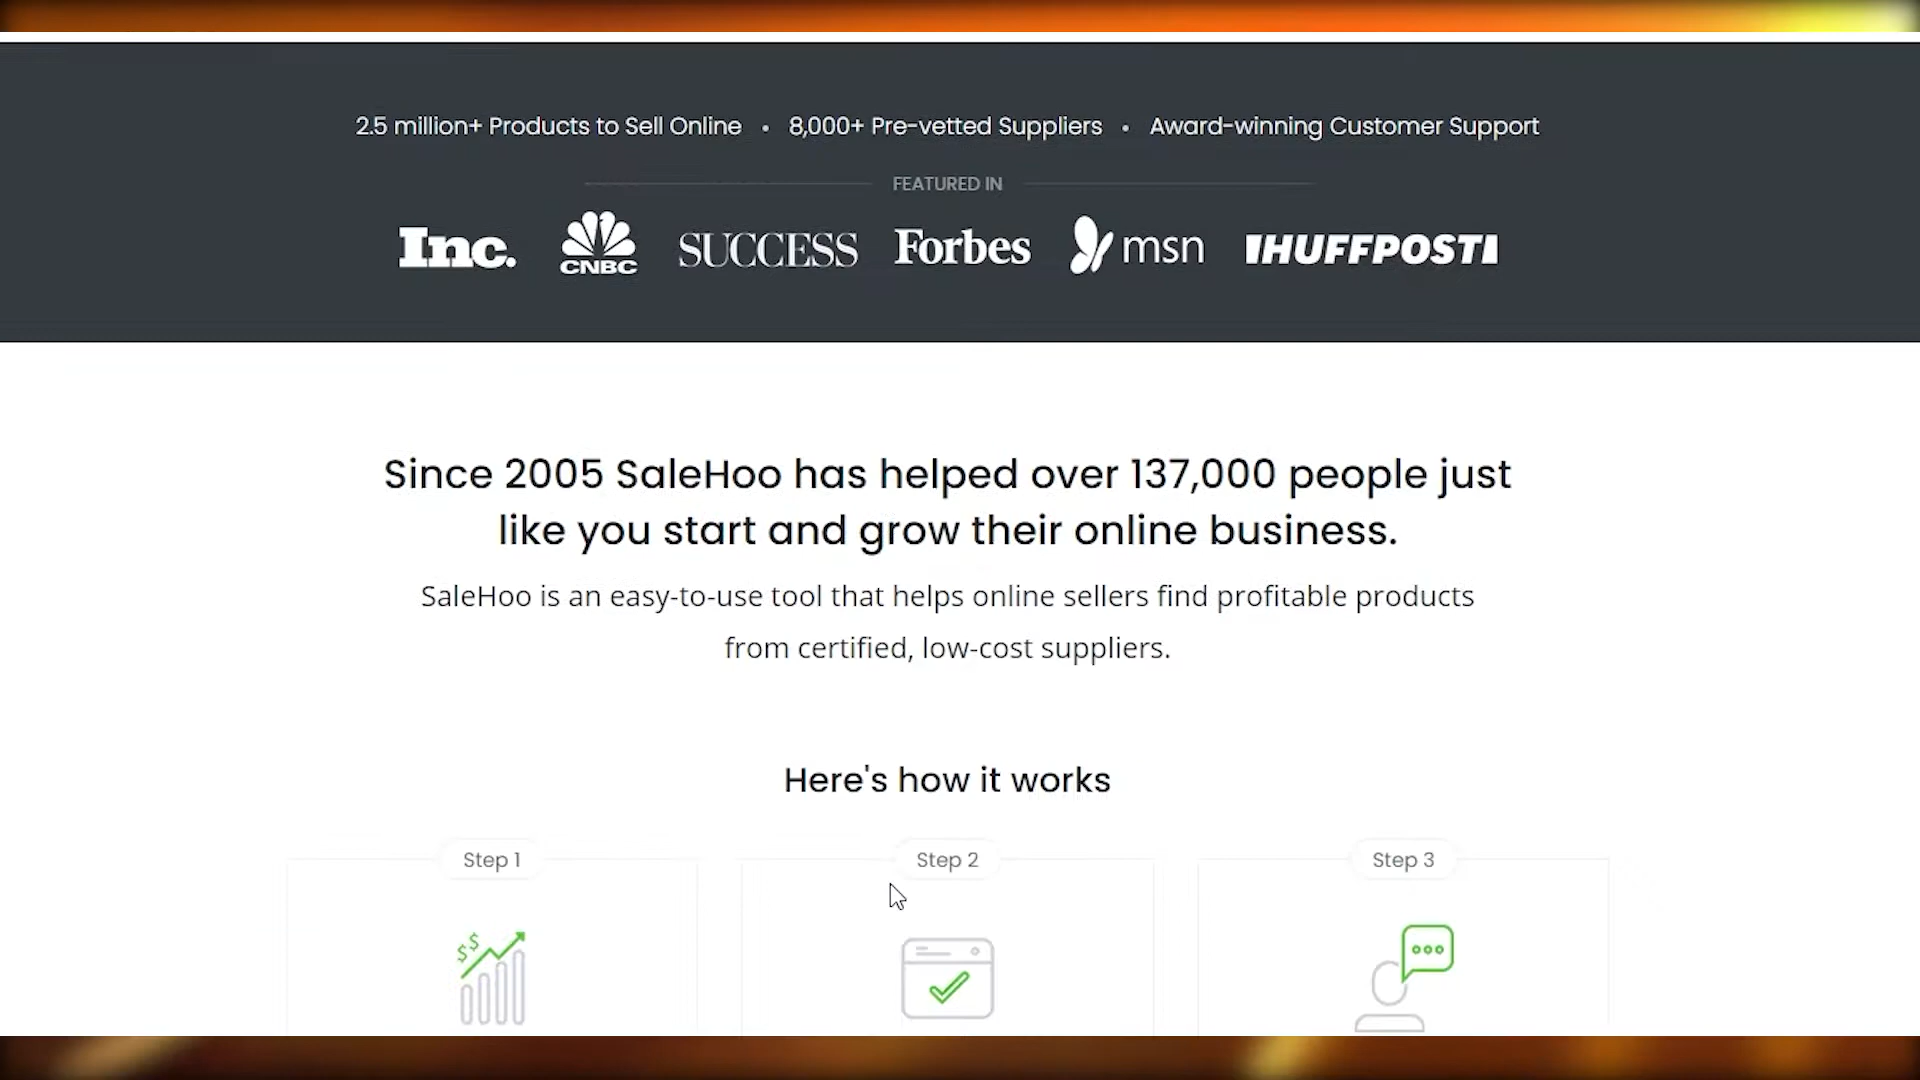 2.5 million+ Products to Sell Online • 8,000+ Pre-vetted Suppliers • Award-winning Customer Support
FEATURED IN
Inc. CNBC SUCCESS Forbes msn HUFFPOST
Since 2005 SaleHoo has helped over 137,000 people just
like you start and grow their online business.
SaleHoo is an easy-to-use tool that helps online sellers find profitable products
from certified, low-cost suppliers.
Here's how it works
Step 1 Step 2 Step 3
$$